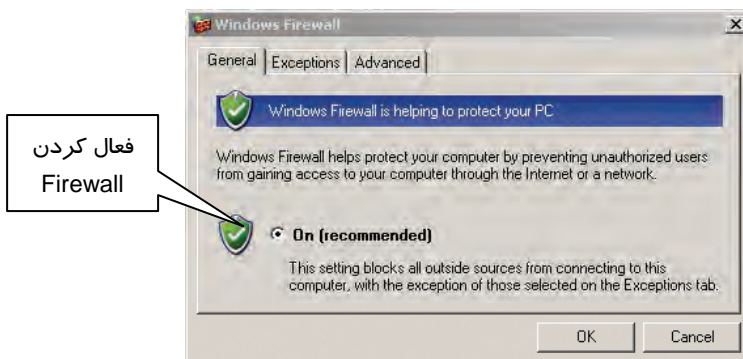 Windows Firewall
General Exceptions Advanced
Windows Firewall is helping to protect your PC
فعال کردن
Firewall
Windows Firewall helps protect your computer by preventing unauthorized users
from gaining access to your computer through the Internet or a network.
On (recommended)
This setting blocks all outside sources from connecting to this
computer, with the exception of those selected on the Exceptions tab.
OK Cancel